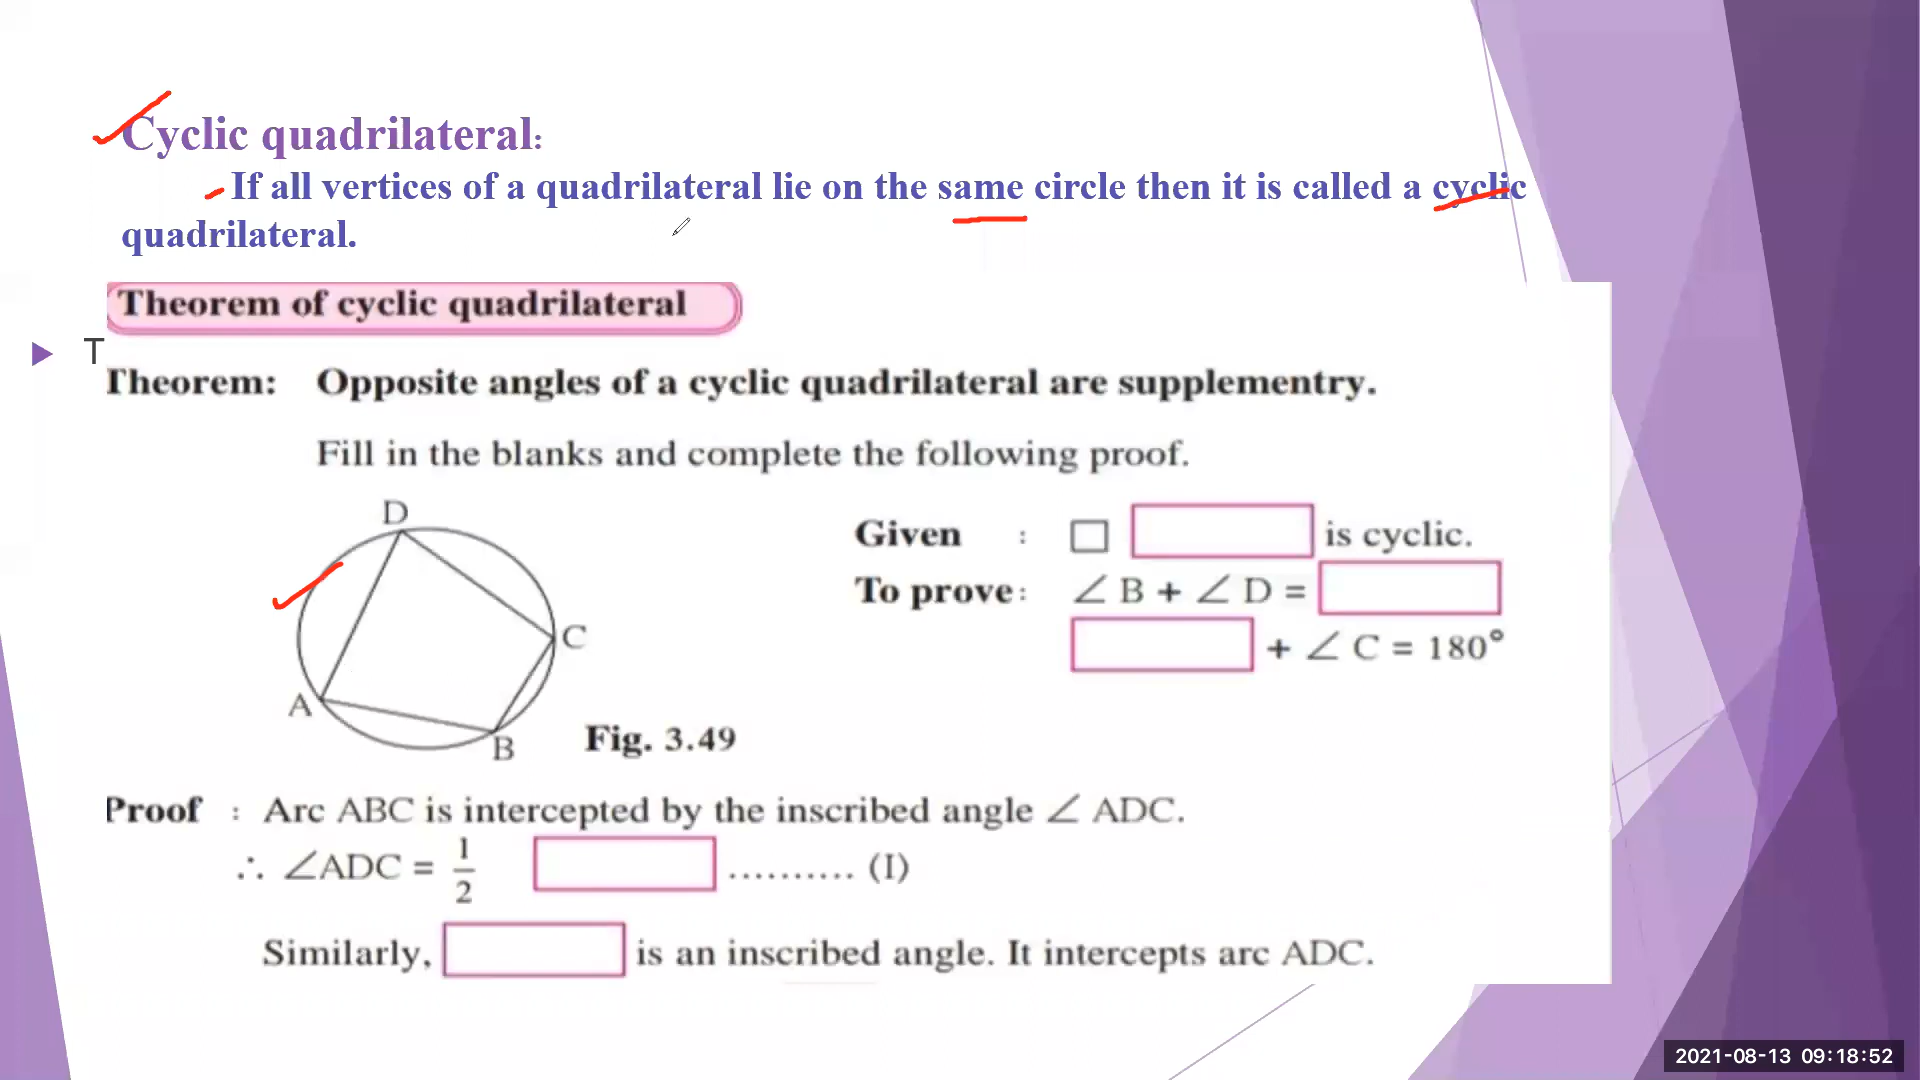 Cyclic quadrilateral:
If all vertices of a quadrilateral lie on the same circle then it is called a cyclic
quadrilateral.
Theorem of cyclic quadrilateral
T
Theorem: Opposite angles of a cyclic quadrilateral are supplementry.
Fill in the blanks and complete the following proof.
D
C
A
B
Fig. 3.49
Given : □ is cyclic.
To prove: ∠ B + ∠ D =
+ ∠ C = 180°
Proof : Arc ABC is intercepted by the inscribed angle ∠ ADC.
∴ ∠ADC = 1/2 .......... (I)
Similarly, is an inscribed angle. It intercepts arc ADC.
2021-08-13 09:18:52